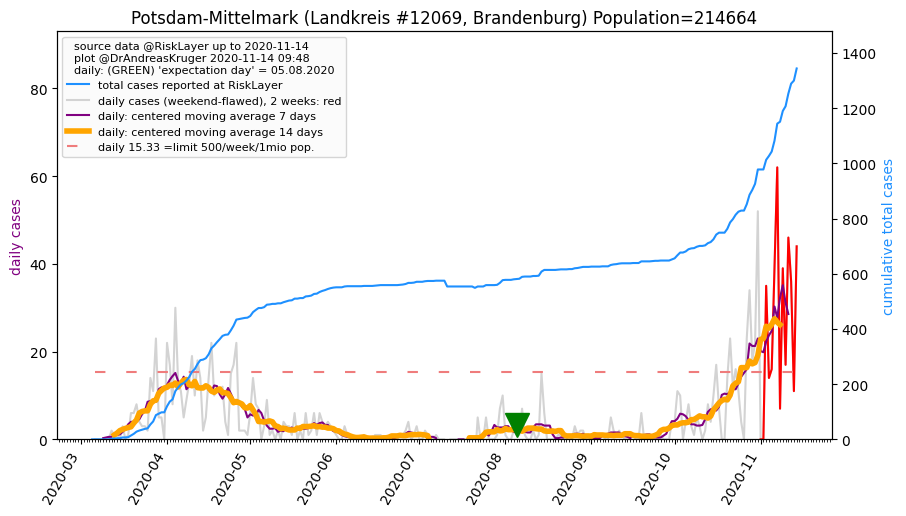 Potsdam-Mittelmark (Landkreis #12069, Brandenburg) Population=214664
source data @RiskLayer up to 2020-11-14
plot @DrAndreasKruger 2020-11-14 09:48
daily: (GREEN) 'expectation day' = 05.08.2020
total cases reported at RiskLayer
daily cases (weekend-flawed), 2 weeks: red
daily: centered moving average 7 days
daily: centered moving average 14 days
daily 15.33 =limit 500/week/1mio pop.
daily cases
0
20
40
60
80
cumulative total cases
0
200
400
600
800
1000
1200
1400
2020-03
2020-04
2020-05
2020-06
2020-07
2020-08
2020-09
2020-10
2020-11